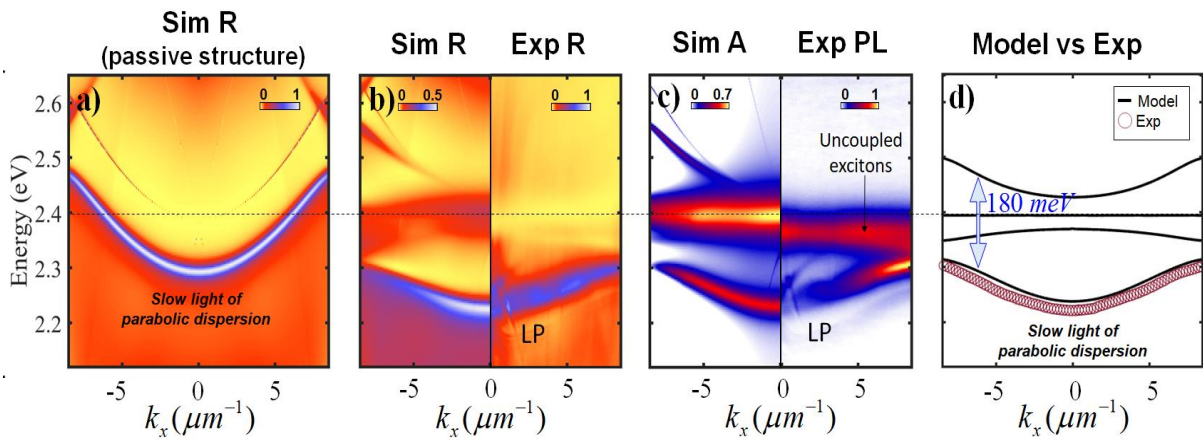 Sim R
(passive structure)
Sim R
Exp R
Sim A
Exp PL
Model vs Exp
a)
0 1
b)
0 0.5
0 1
c)
0 0.7
0 1
d)
Model
Exp
Energy (eV)
2.6
2.5
2.4
2.3
2.2
Uncoupled
excitons
180 meV
Slow light of
parabolic dispersion
LP
LP
Slow light of
parabolic dispersion
-5 0 5
-5 0 5
-5 0 5
-5 0 5
kₓ (μm⁻¹)
kₓ (μm⁻¹)
kₓ (μm⁻¹)
kₓ (μm⁻¹)